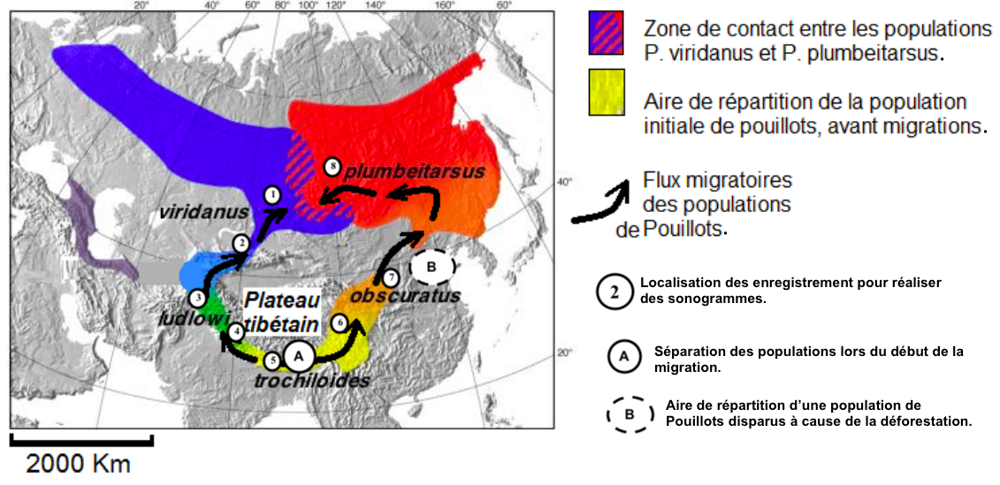 20°
40°
60°
80°
100°
120°
140°
160°
60°
40°
20°
8
plumbeitarsus
1
viridanus
2
B
7
obscuratus
3
ludlowi
Plateau
tibétain
4
6
5
A
trochiloides
2000 Km
Zone de contact entre les populations
P. viridanus et P. plumbeitarsus.
Aire de répartition de la population
initiale de pouillots, avant migrations.
Flux migratoires
des populations
de Pouillots.
2
Localisation des enregistrement pour réaliser
des sonogrammes.
A
Séparation des populations lors du début de la
migration.
B
Aire de répartition d'une population de
Pouillots disparus à cause de la déforestation.